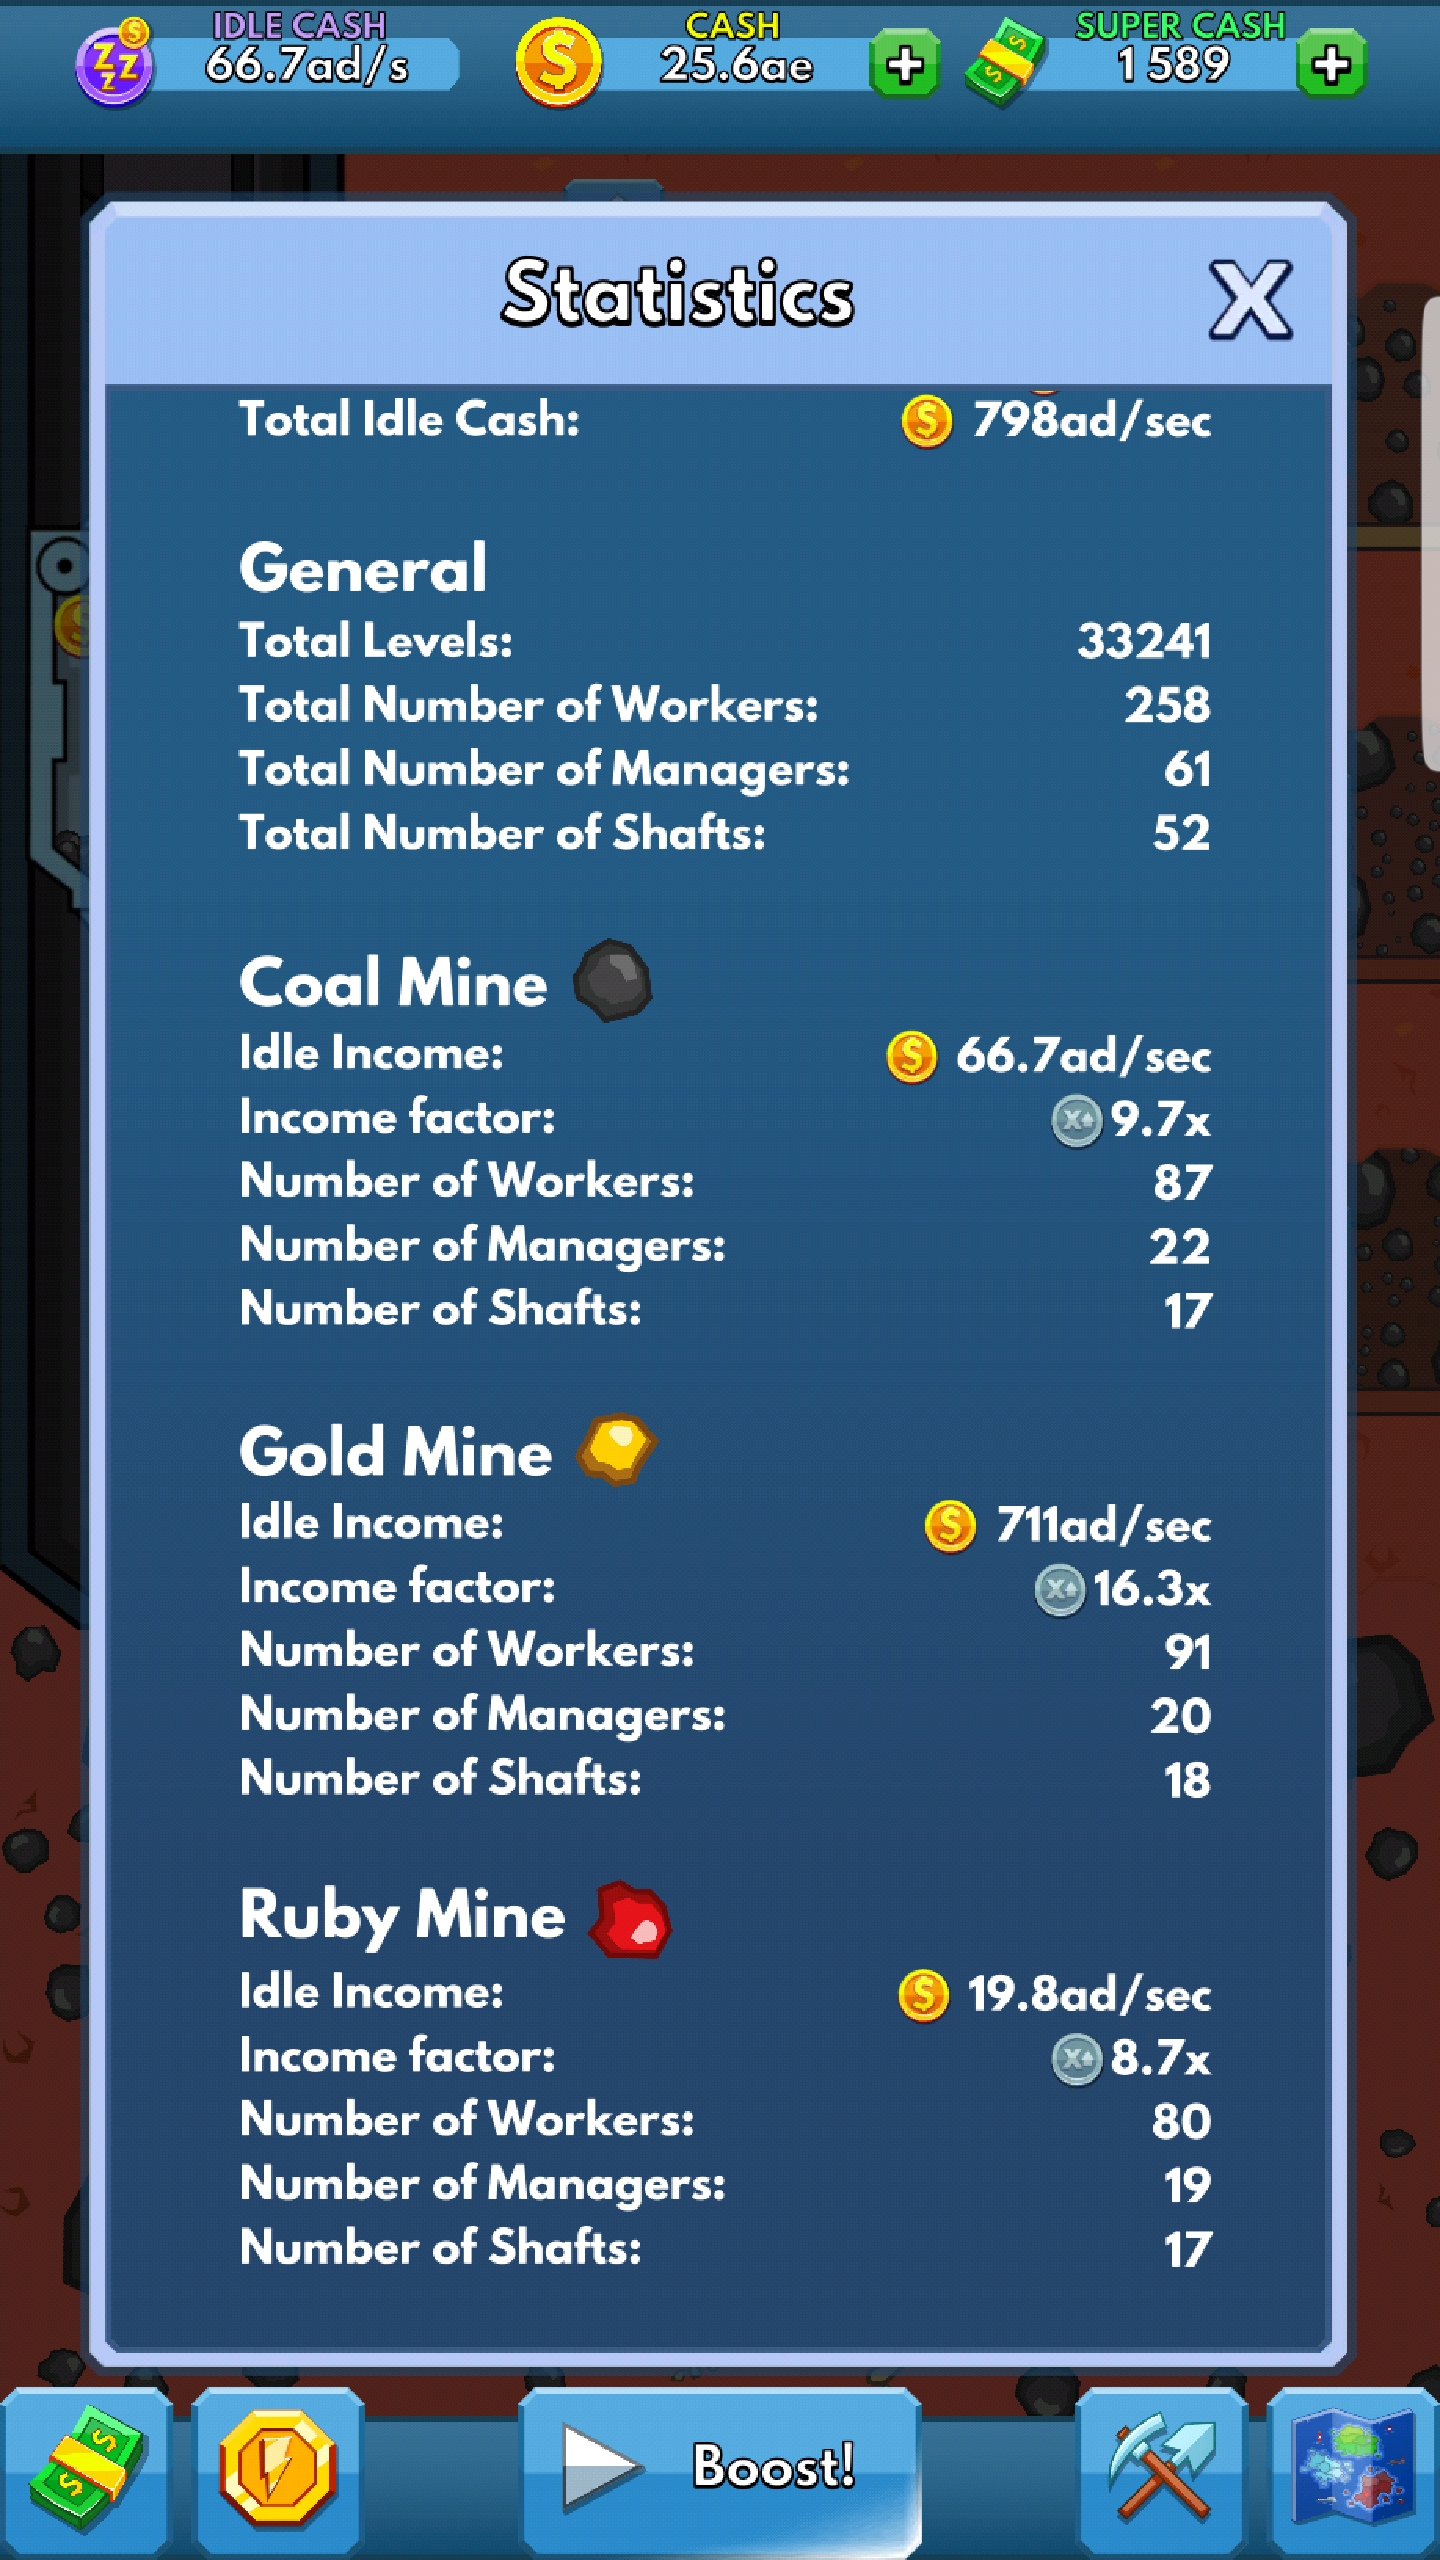 IDLE CASH CASH SUPER CASH
66.7ad/s 25.6ae 1 589
Statistics X
Total Idle Cash: 798ad/sec
General
Total Levels: 33241
Total Number of Workers: 258
Total Number of Managers: 61
Total Number of Shafts: 52
Coal Mine
Idle Income: 66.7ad/sec
Income factor: 9.7x
Number of Workers: 87
Number of Managers: 22
Number of Shafts: 17
Gold Mine
Idle Income: 711ad/sec
Income factor: 16.3x
Number of Workers: 91
Number of Managers: 20
Number of Shafts: 18
Ruby Mine
Idle Income: 19.8ad/sec
Income factor: 8.7x
Number of Workers: 80
Number of Managers: 19
Number of Shafts: 17
Boost!